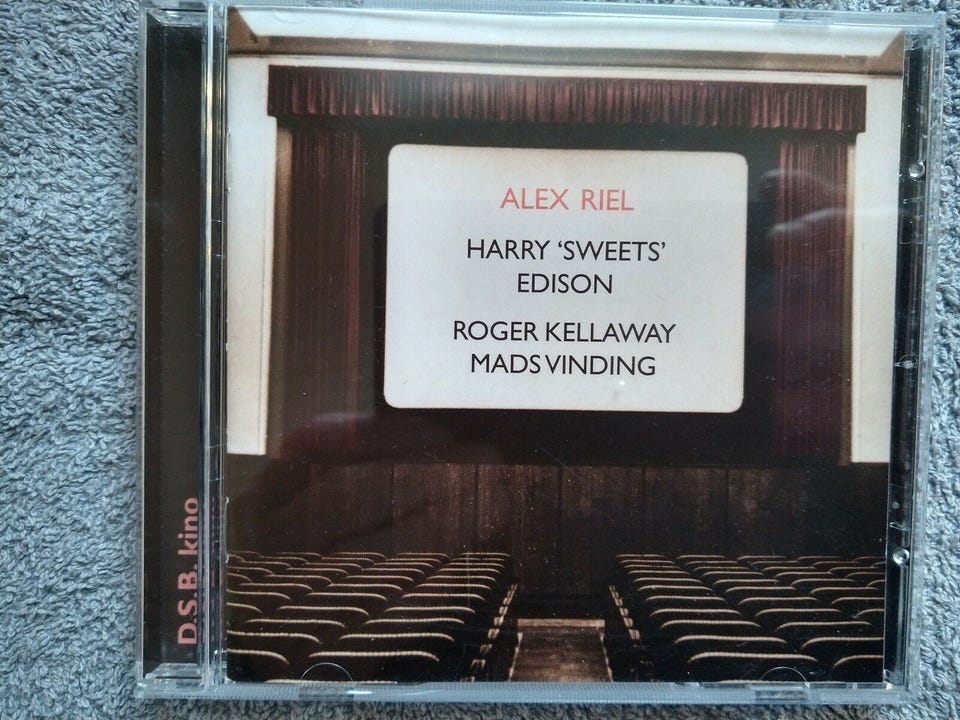 ALEX RIEL
HARRY ‘SWEETS’
EDISON
ROGER KELLAWAY
MADS VINDING
D.S.B. kino